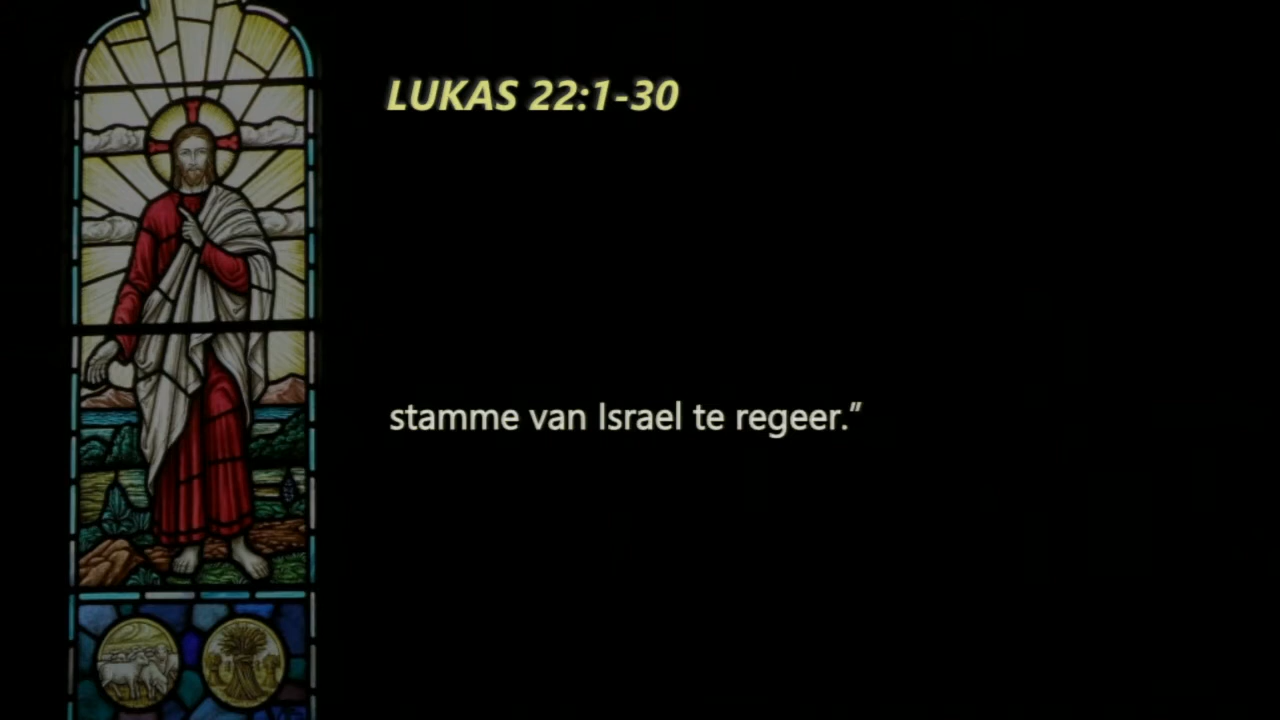 LUKAS 22:1-30
stamme van Israel te regeer.”